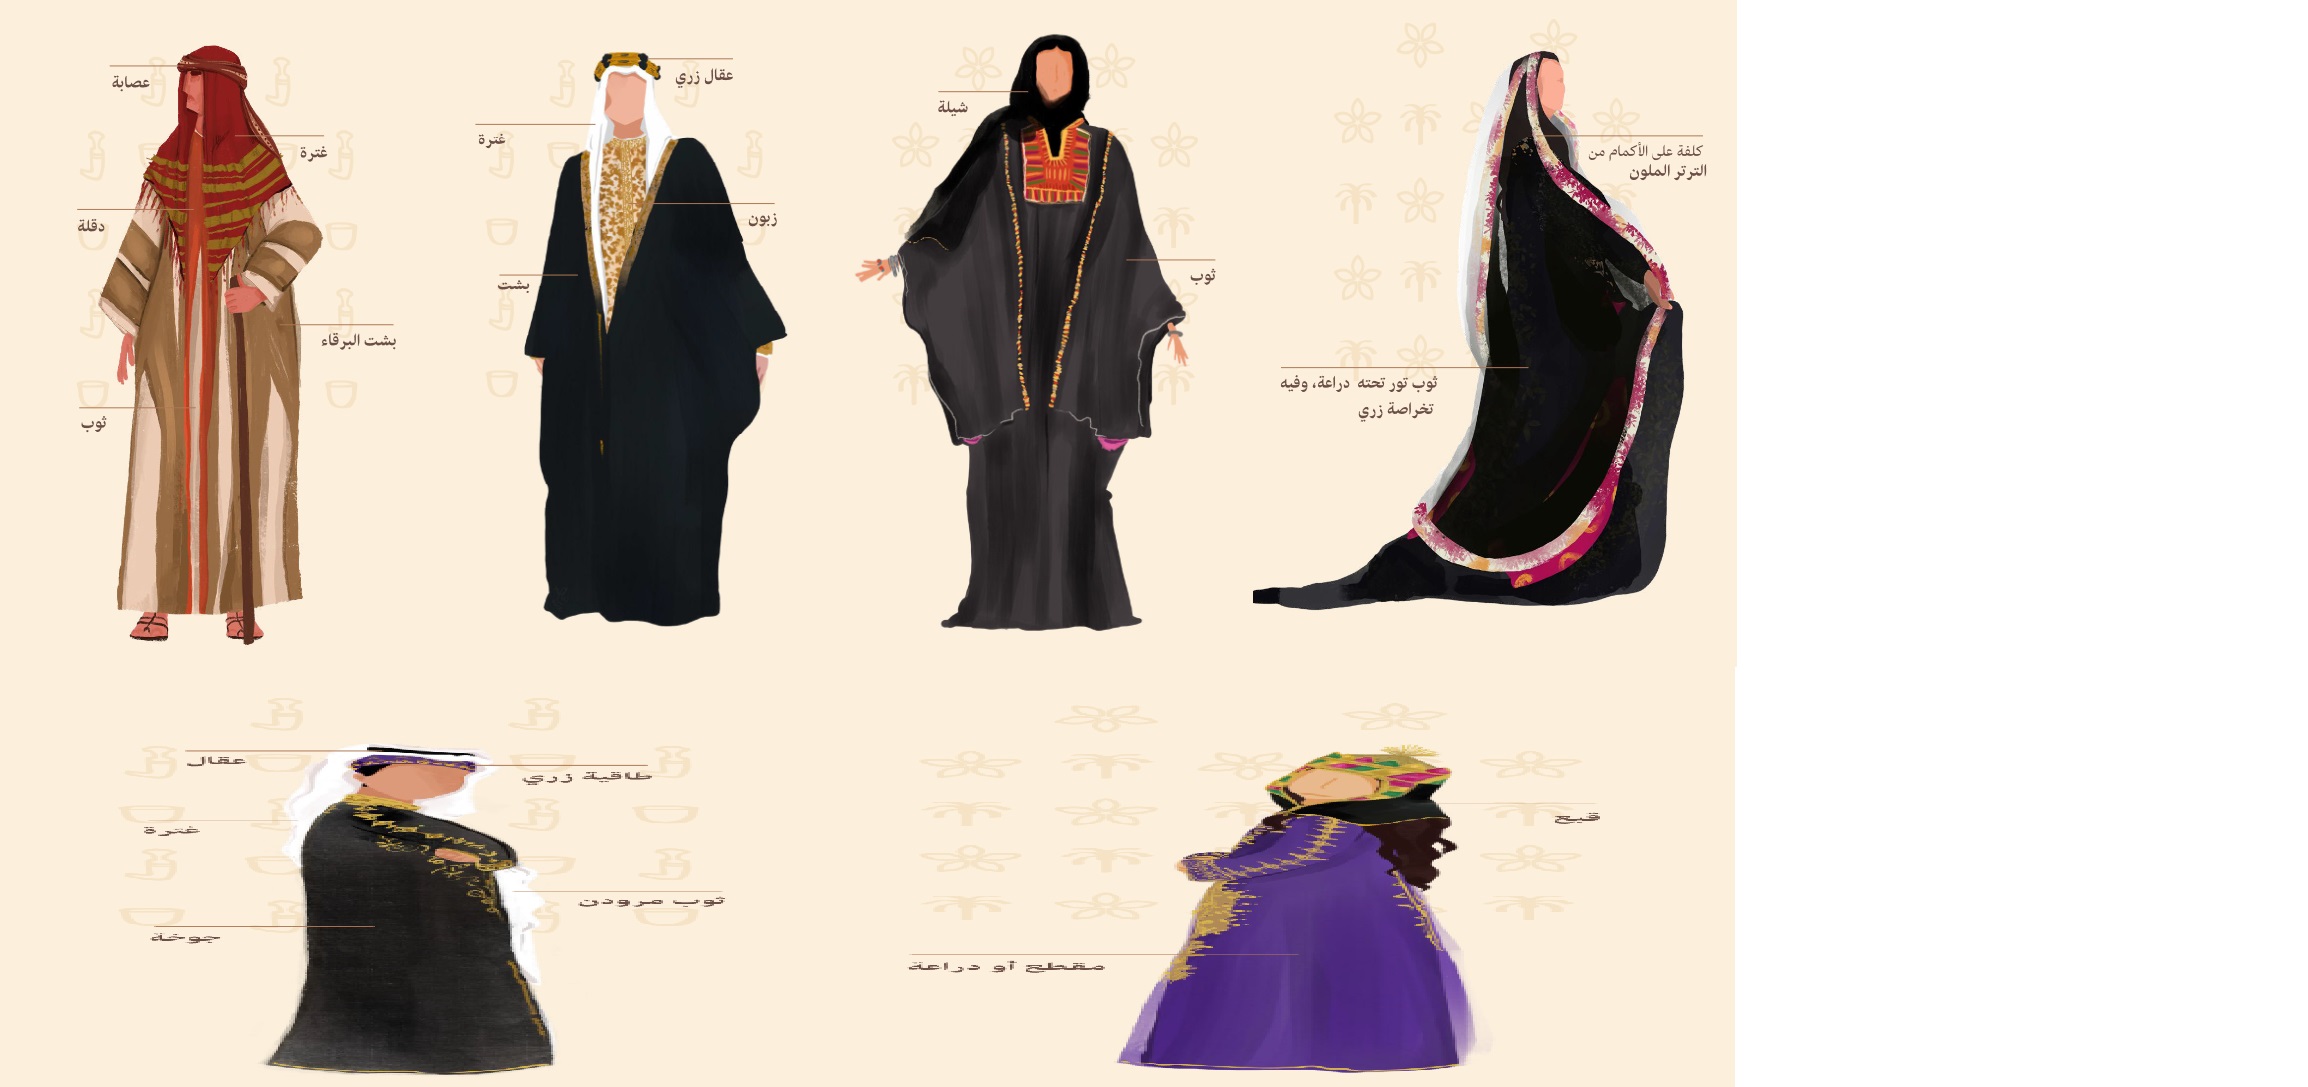 عصابة
غترة
دقلة
بشت البرقاء
ثوب
عقال زري
غترة
زبون
بشت
شيلة
ثوب
كلفة على الأكمام من
الترتر الملون
ثوب تور تحته دراعة، وفيه
تخراصة زري
عقال
طاقية زري
غترة
ثوب مرودن
جوخة
قبع
مقطع أو دراعة